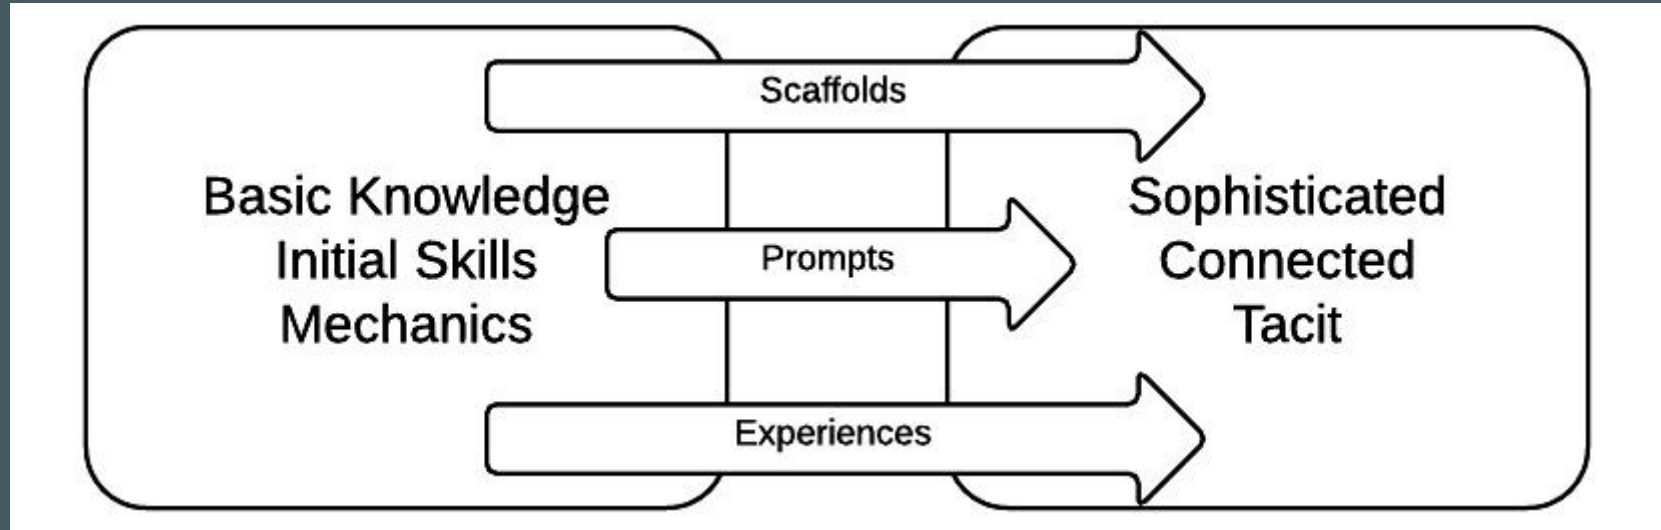 Scaffolds
Basic Knowledge
Initial Skills
Mechanics
Prompts
Experiences
Sophisticated
Connected
Tacit